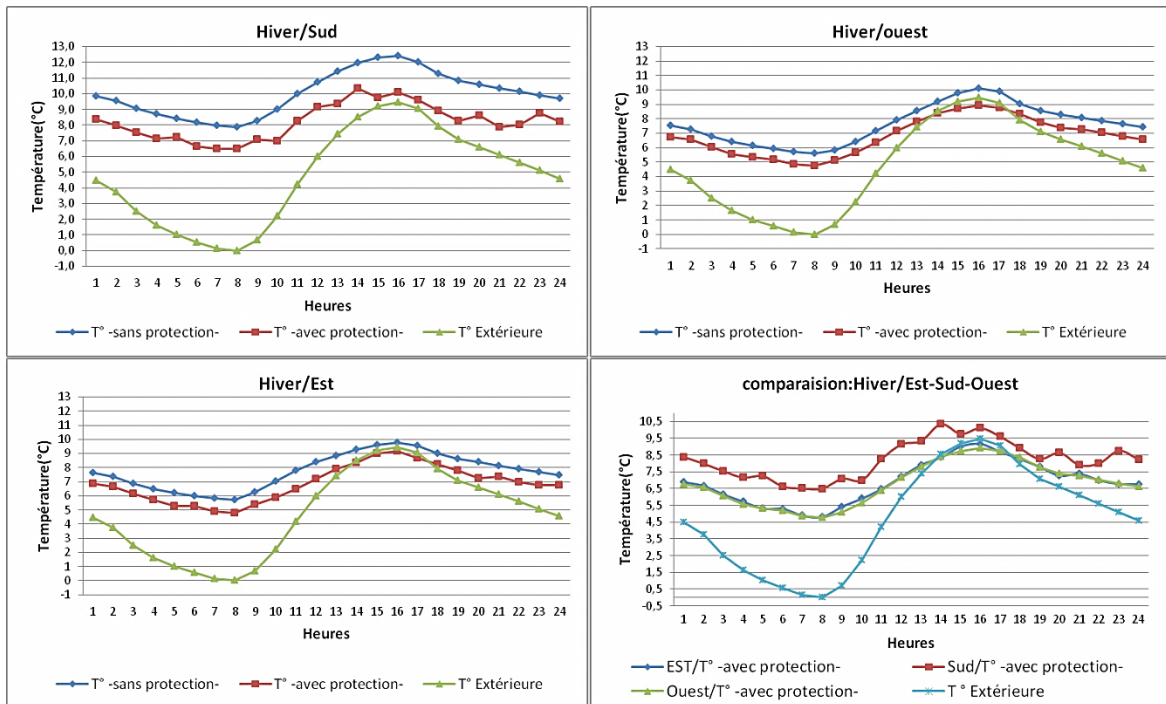 Hiver/Sud
Température(°C)
13,0
12,0
11,0
10,0
9,0
8,0
7,0
6,0
5,0
4,0
3,0
2,0
1,0
0,0
-1,0
1 2 3 4 5 6 7 8 9 10 11 12 13 14 15 16 17 18 19 20 21 22 23 24
Heures
T° -sans protection- T° -avec protection- T° Extérieure
Hiver/ouest
Température(°C)
13
12
11
10
9
8
7
6
5
4
3
2
1
0
-1
1 2 3 4 5 6 7 8 9 10 11 12 13 14 15 16 17 18 19 20 21 22 23 24
Heures
T° -sans protection- T° -avec protection- T° Extérieure
Hiver/Est
Température(°C)
13
12
11
10
9
8
7
6
5
4
3
2
1
0
-1
1 2 3 4 5 6 7 8 9 10 11 12 13 14 15 16 17 18 19 20 21 22 23 24
Heures
T° -sans protection- T° -avec protection- T° Extérieure
comparaision:Hiver/Est-Sud-Ouest
Température(°C)
10,5
9,5
8,5
7,5
6,5
5,5
4,5
3,5
2,5
1,5
0,5
-0,5
1 2 3 4 5 6 7 8 9 10 11 12 13 14 15 16 17 18 19 20 21 22 23 24
Heures
EST/T° -avec protection- Sud/T° -avec protection-
Ouest/T° -avec protection- T° Extérieure